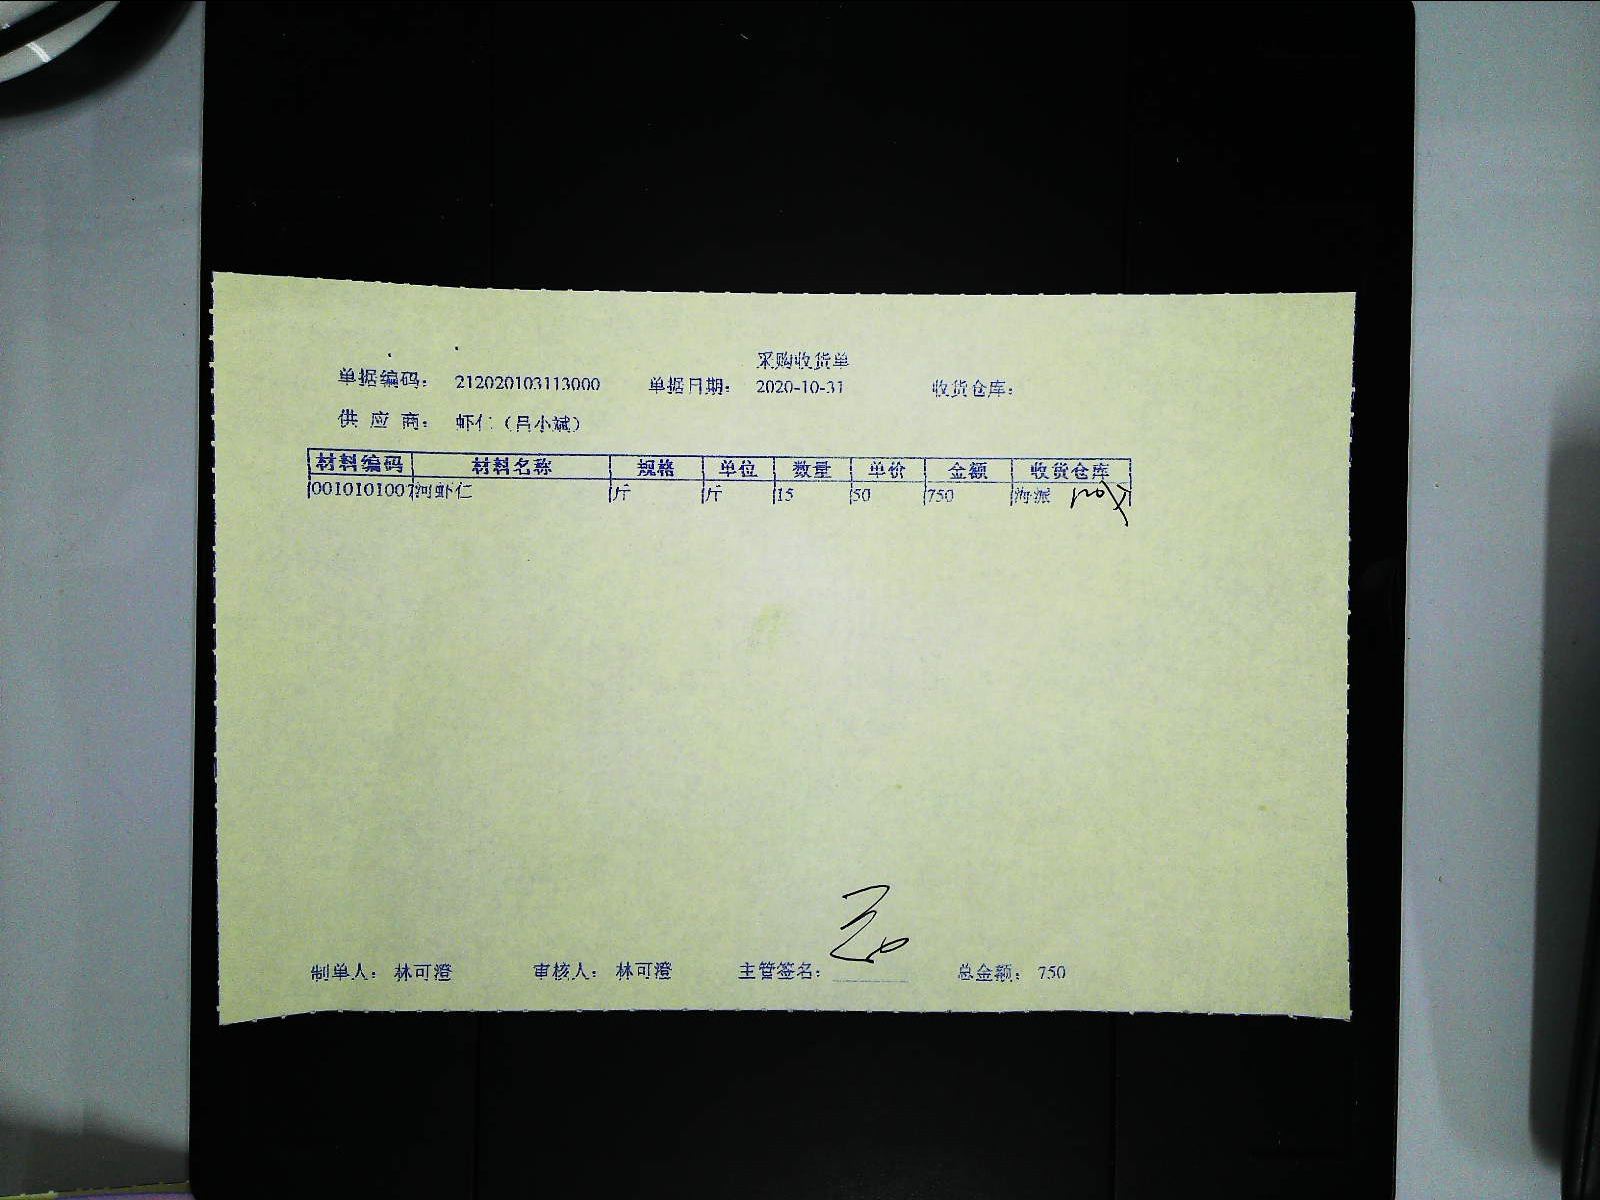 采购收货单
单据编码： 212020103113000 单据日期： 2020-10-31 收货仓库：
供 应 商： 虾仁（吕小斌）
材料编码 材料名称 规格 单位 数量 单价 金额 收货仓库
0010101007 河虾仁 斤 斤 15 50 750 海派
制单人： 林可澄 审核人： 林可澄 主管签名： 总金额： 750